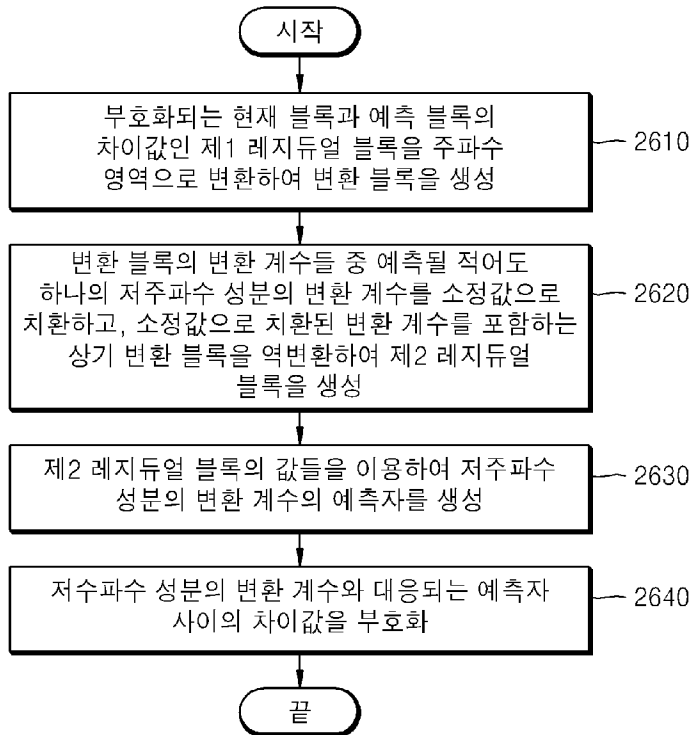 시작
부호화되는 현재 블록과 예측 블록의
차이값인 제1 레지듀얼 블록을 주파수
영역으로 변환하여 변환 블록을 생성
2610
변환 블록의 변환 계수들 중 예측될 적어도
하나의 저주파수 성분의 변환 계수를 소정값으로
치환하고, 소정값으로 치환된 변환 계수를 포함하는
상기 변환 블록을 역변환하여 제2 레지듀얼
블록을 생성
2620
제2 레지듀얼 블록의 값들을 이용하여 저주파수
성분의 변환 계수의 예측자를 생성
2630
저수파수 성분의 변환 계수와 대응되는 예측자
사이의 차이값을 부호화
2640
끝